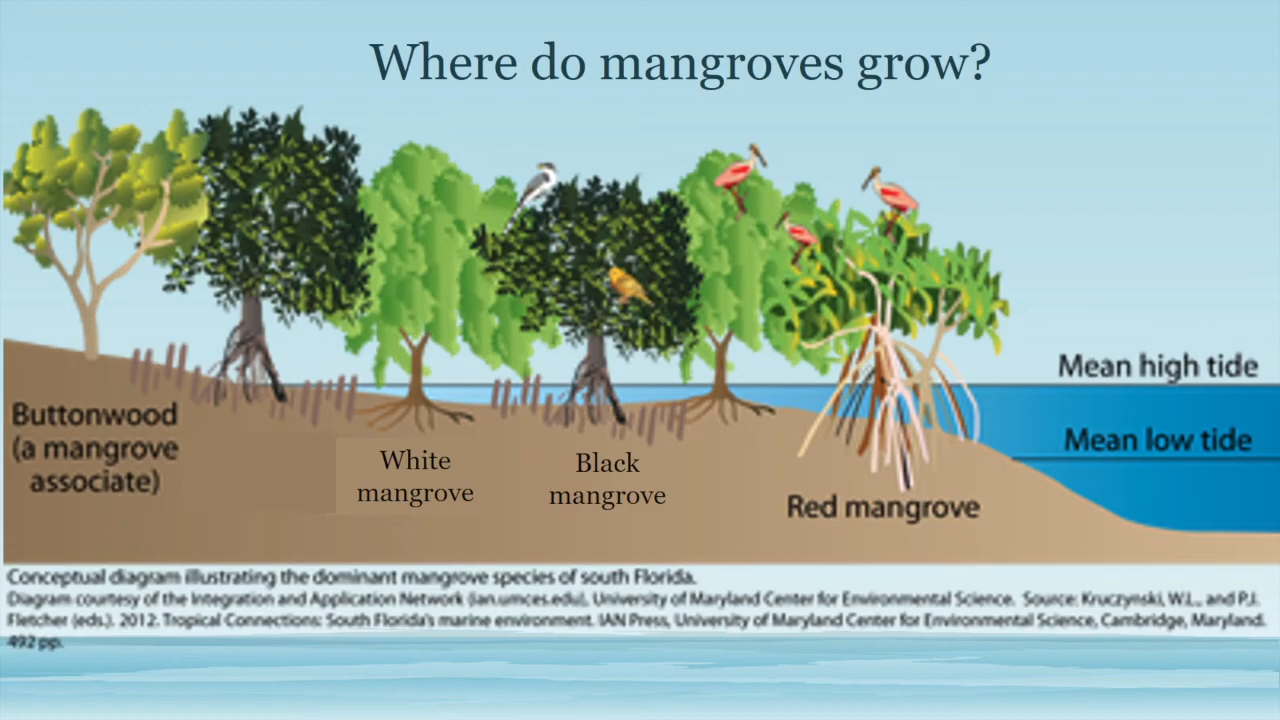 Where do mangroves grow?
Mean high tide
Mean low tide
Buttonwood
(a mangrove
associate)
White
mangrove
Black
mangrove
Red mangrove
Conceptual diagram illustrating the dominant mangrove species of south Florida.
Diagram courtesy of the Integration and Application Network (ian.umces.edu), University of Maryland Center for Environmental Science. Source: Kruczynski, W.L., and P.J.
Fletcher (eds.). 2012. Tropical Connections: South Florida's marine environment. IAN Press, University of Maryland Center for Environmental Science, Cambridge, Maryland.
492 pp.